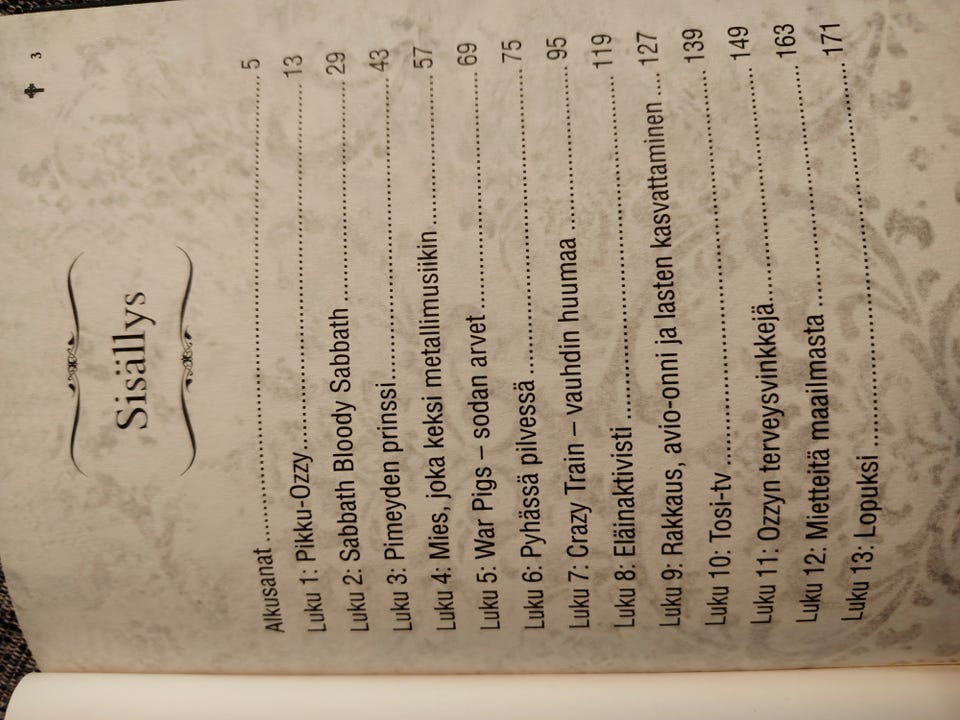 3
Sisällys
Alkusanat ........................................................ 5
Luku 1: Pikku-Ozzy ................................................ 13
Luku 2: Sabbath Bloody Sabbath ................................ 29
Luku 3: Pimeyden prinssi ........................................ 43
Luku 4: Mies, joka keksi metallimusiikin ........................ 57
Luku 5: War Pigs – sodan arvet ................................ 69
Luku 6: Pyhässä pilvessä ........................................ 75
Luku 7: Crazy Train – vauhdin huumaa ........................ 95
Luku 8: Eläinaktivisti ............................................ 119
Luku 9: Rakkaus, avio-onni ja lasten kasvattaminen .... 127
Luku 10: Tosi-tv ................................................ 139
Luku 11: Ozzyn terveysvinkkejä ................................ 149
Luku 12: Mietteitä maailmasta ................................ 163
Luku 13: Lopuksi ................................................ 171